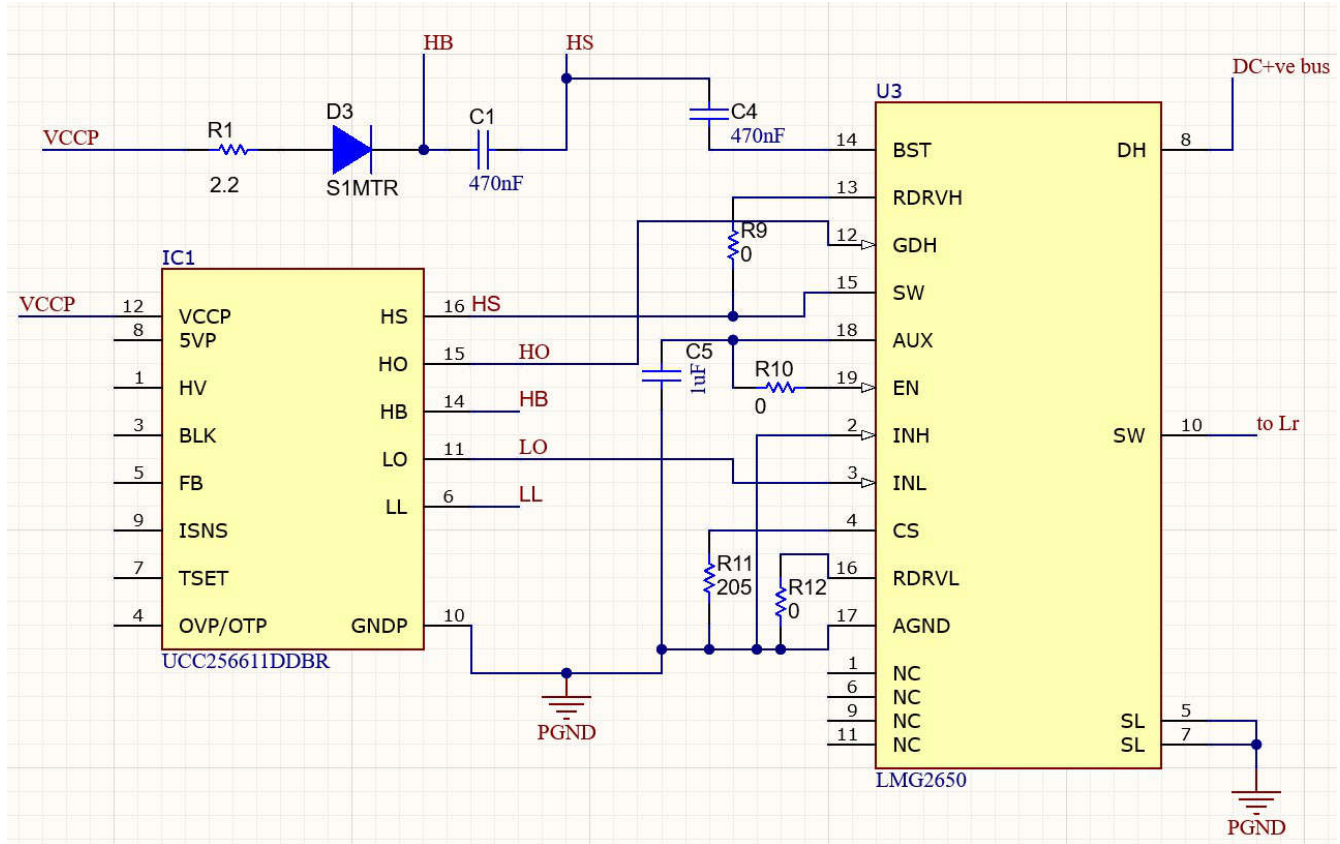 HB
HS
DC+ve bus
U3
VCCP
R1
2.2
D3
S1MTR
C1
470nF
C4
470nF
14 BST
DH 8
13 RDRVH
R9
0
12 GDH
15 SW
18 AUX
C5
1uF
R10
0
19 EN
2 INH
SW 10
to Lr
3 INL
4 CS
R11
205
16 RDRVL
R12
0
17 AGND
1 NC
6 NC
9 NC
11 NC
SL 5
SL 7
LMG2650
PGND
IC1
VCCP
12 VCCP
8 5VP
1 HV
3 BLK
5 FB
9 ISNS
7 TSET
4 OVP/OTP
HS 16 HS
HO 15 HO
HB 14 HB
LO 11 LO
LL 6 LL
GNDP 10
UCC256611DDBR
PGND